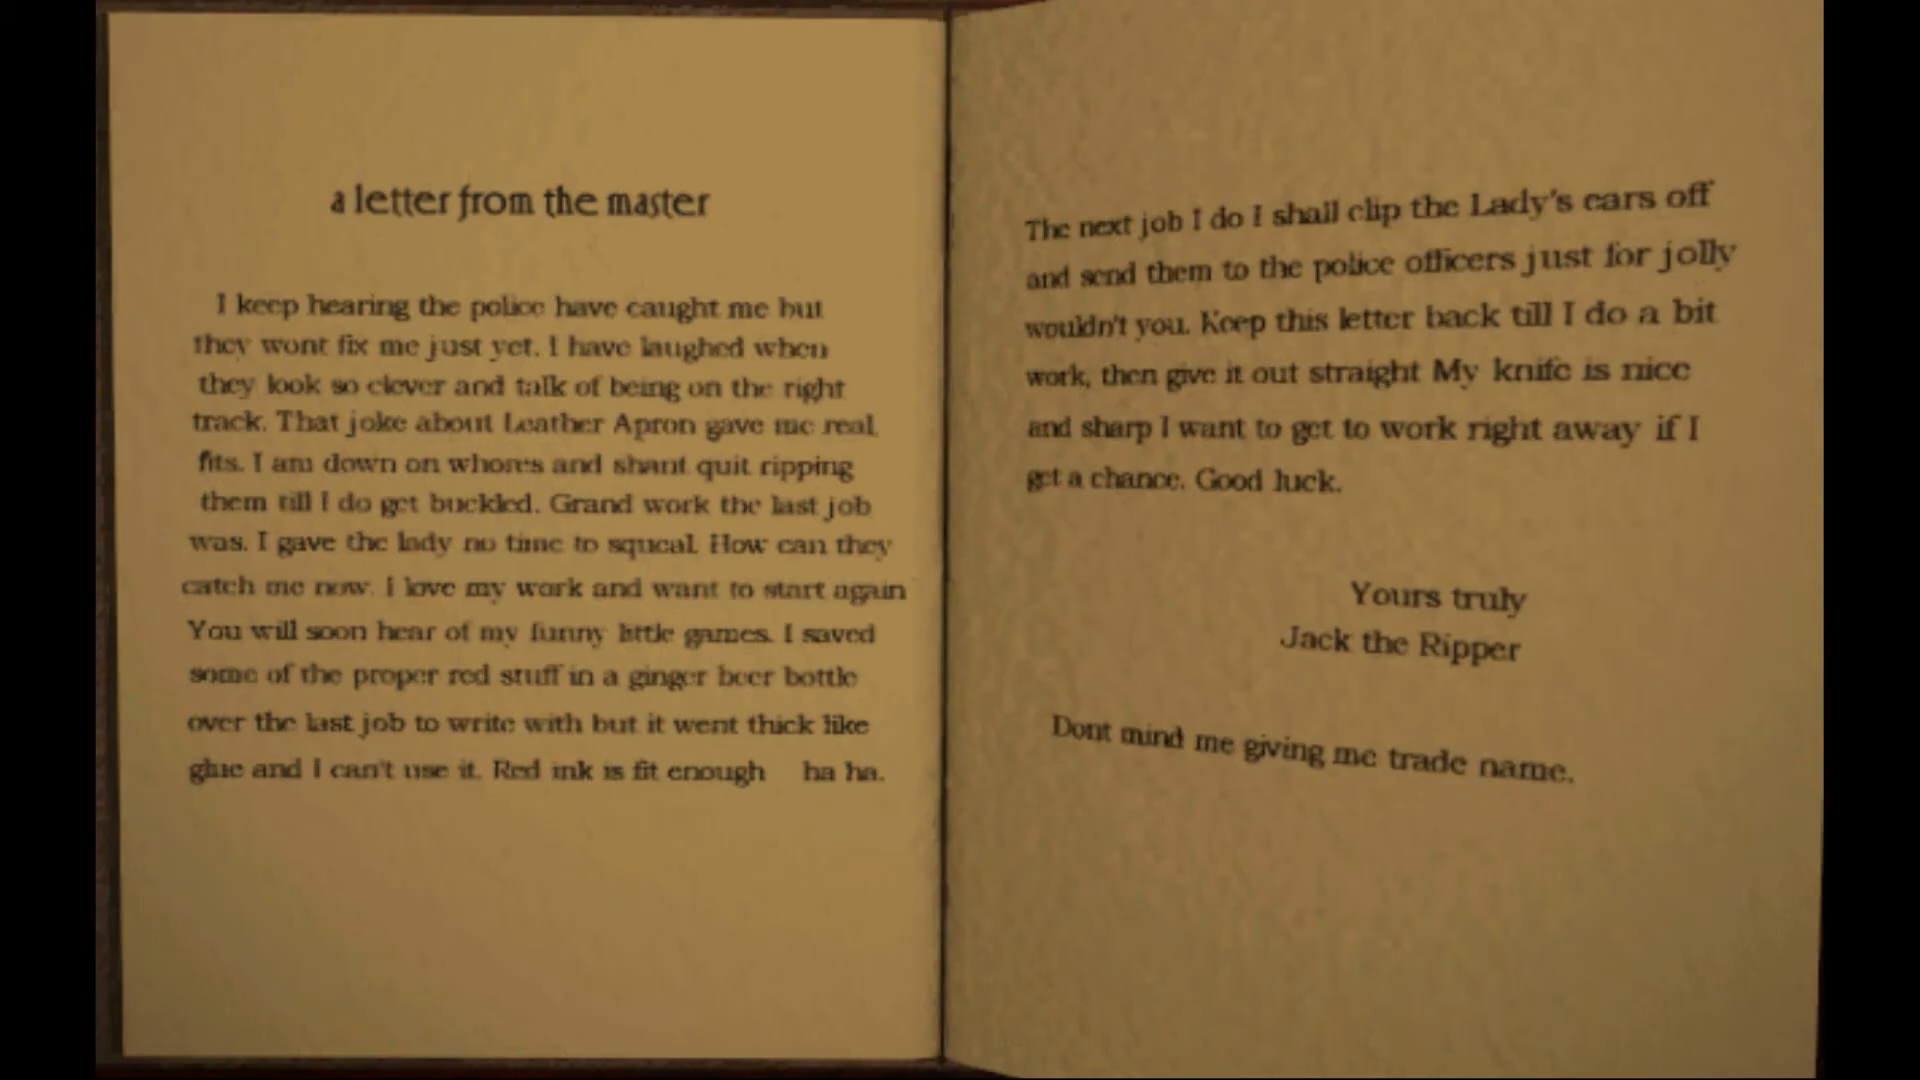 a letter from the master
I keep hearing the police have caught me but
they wont fix me just yet. I have laughed when
they look so clever and talk of being on the right
track. That joke about Leather Apron gave me real
fits. I am down on whores and shant quit ripping
them till I do get buckled. Grand work the last job
was. I gave the lady no time to squeal. How can they
catch me now. I love my work and want to start again
You will soon hear of my funny little games. I saved
some of the proper red stuff in a ginger beer bottle
over the last job to write with but it went thick like
glue and I can't use it. Red ink is fit enough ha ha.
The next job I do I shall clip the Lady's ears off
and send them to the police officers just for jolly
wouldn't you. Keep this letter back till I do a bit
work, then give it out straight My knife is nice
and sharp I want to get to work right away if I
get a chance. Good luck.
Yours truly
Jack the Ripper
Dont mind me giving me trade name.